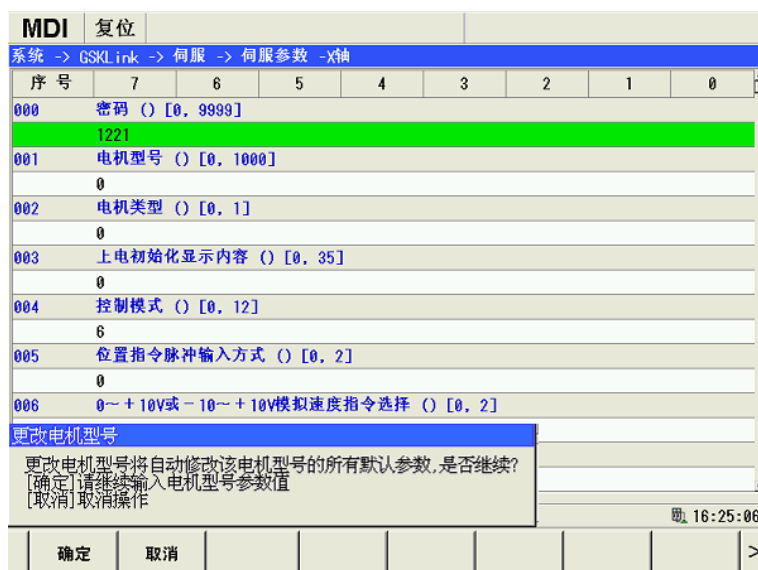 MDI 复位
系统 -> GSKLink -> 伺服 -> 伺服参数 -X轴
序 号 7 6 5 4 3 2 1 0
000 密码 () [0, 9999]
1221
001 电机型号 () [0, 1000]
0
002 电机类型 () [0, 1]
0
003 上电初始化显示内容 () [0, 35]
0
004 控制模式 () [0, 12]
6
005 位置指令脉冲输入方式 () [0, 2]
0
006 0～＋10V或－10～＋10V模拟速度指令选择 () [0, 2]
更改电机型号
更改电机型号将自动修改该电机型号的所有默认参数,是否继续?
[确定]请继续输入电机型号参数值
[取消]取消操作
16:25:06
确定 取消 >